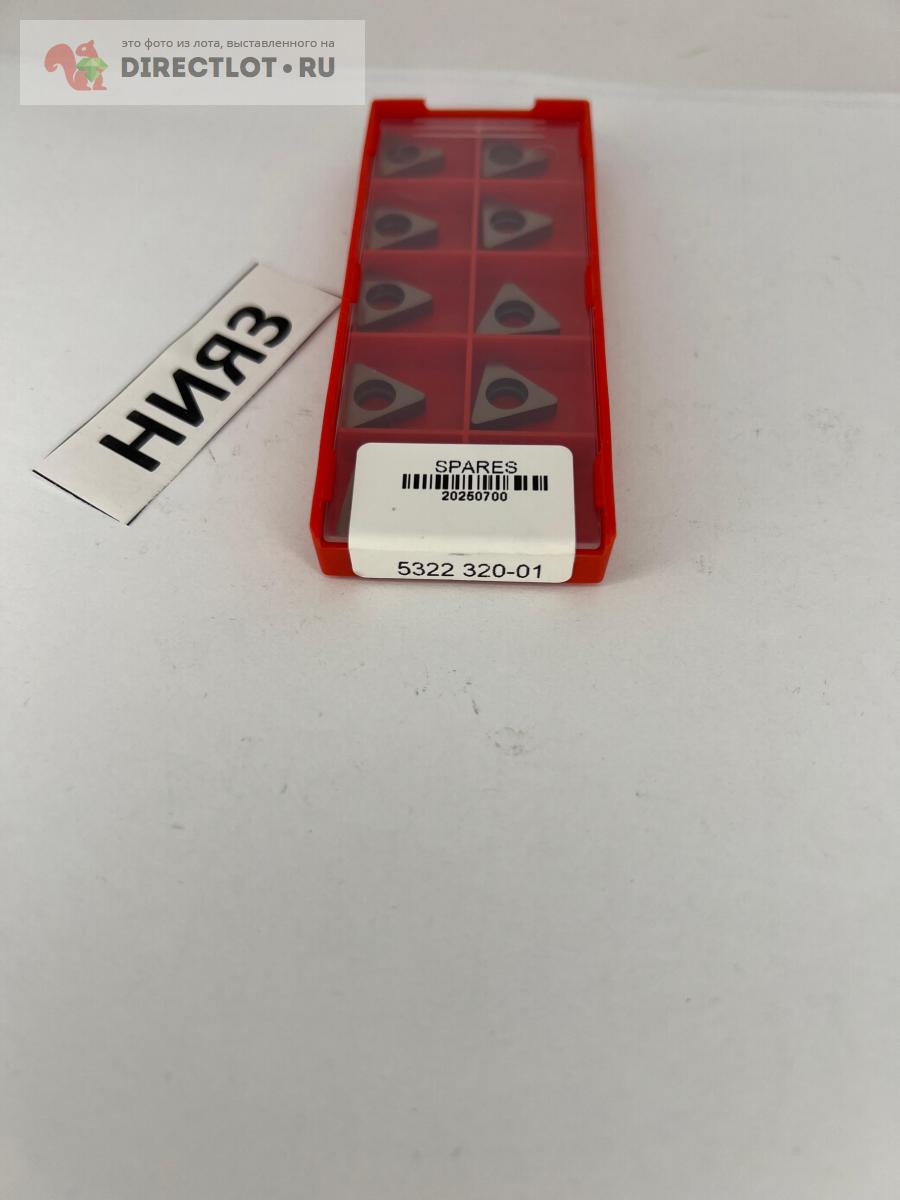 это фото из лота, выставленного на
DIRECTLOT•RU
НИЯЗ
SPARES
20250700
5322 320-01